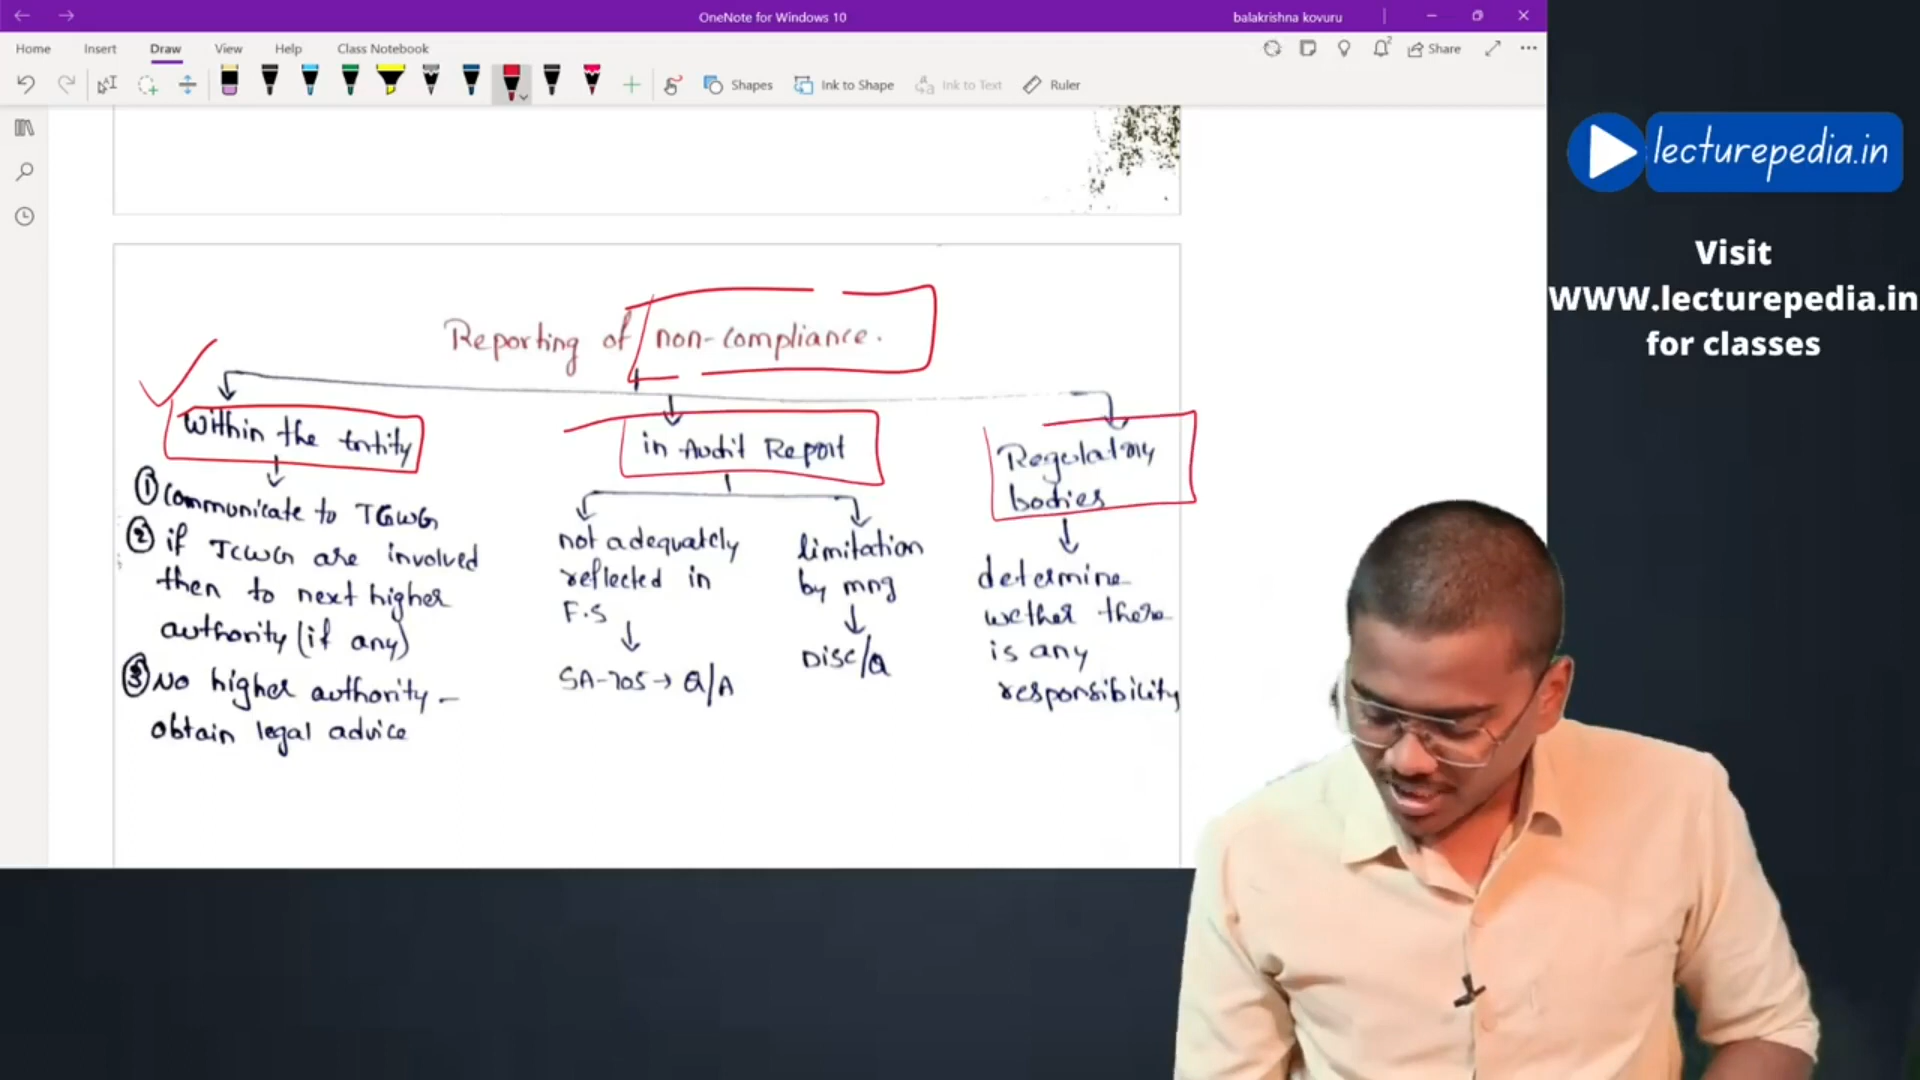 OneNote for Windows 10
balakrishna kovuru
Home Insert Draw View Help Class Notebook
2
Share
Shapes
Ink to Shape
Ink to Text
Ruler
lecturepedia.in
Visit
WWW.lecturepedia.in
for classes
Reporting of non-compliance.
Within the Entity
① Communicate to TGWG
② if TCWG are involved
then to next higher
authority (if any)
③ No higher authority -
obtain legal advice
in Audit Report
not adequately
reflected in
F.S
SA-705 → Q/A
limitation
by mng
Disc/Q
Regulatory
bodies
determine
wether there
is any
responsibility